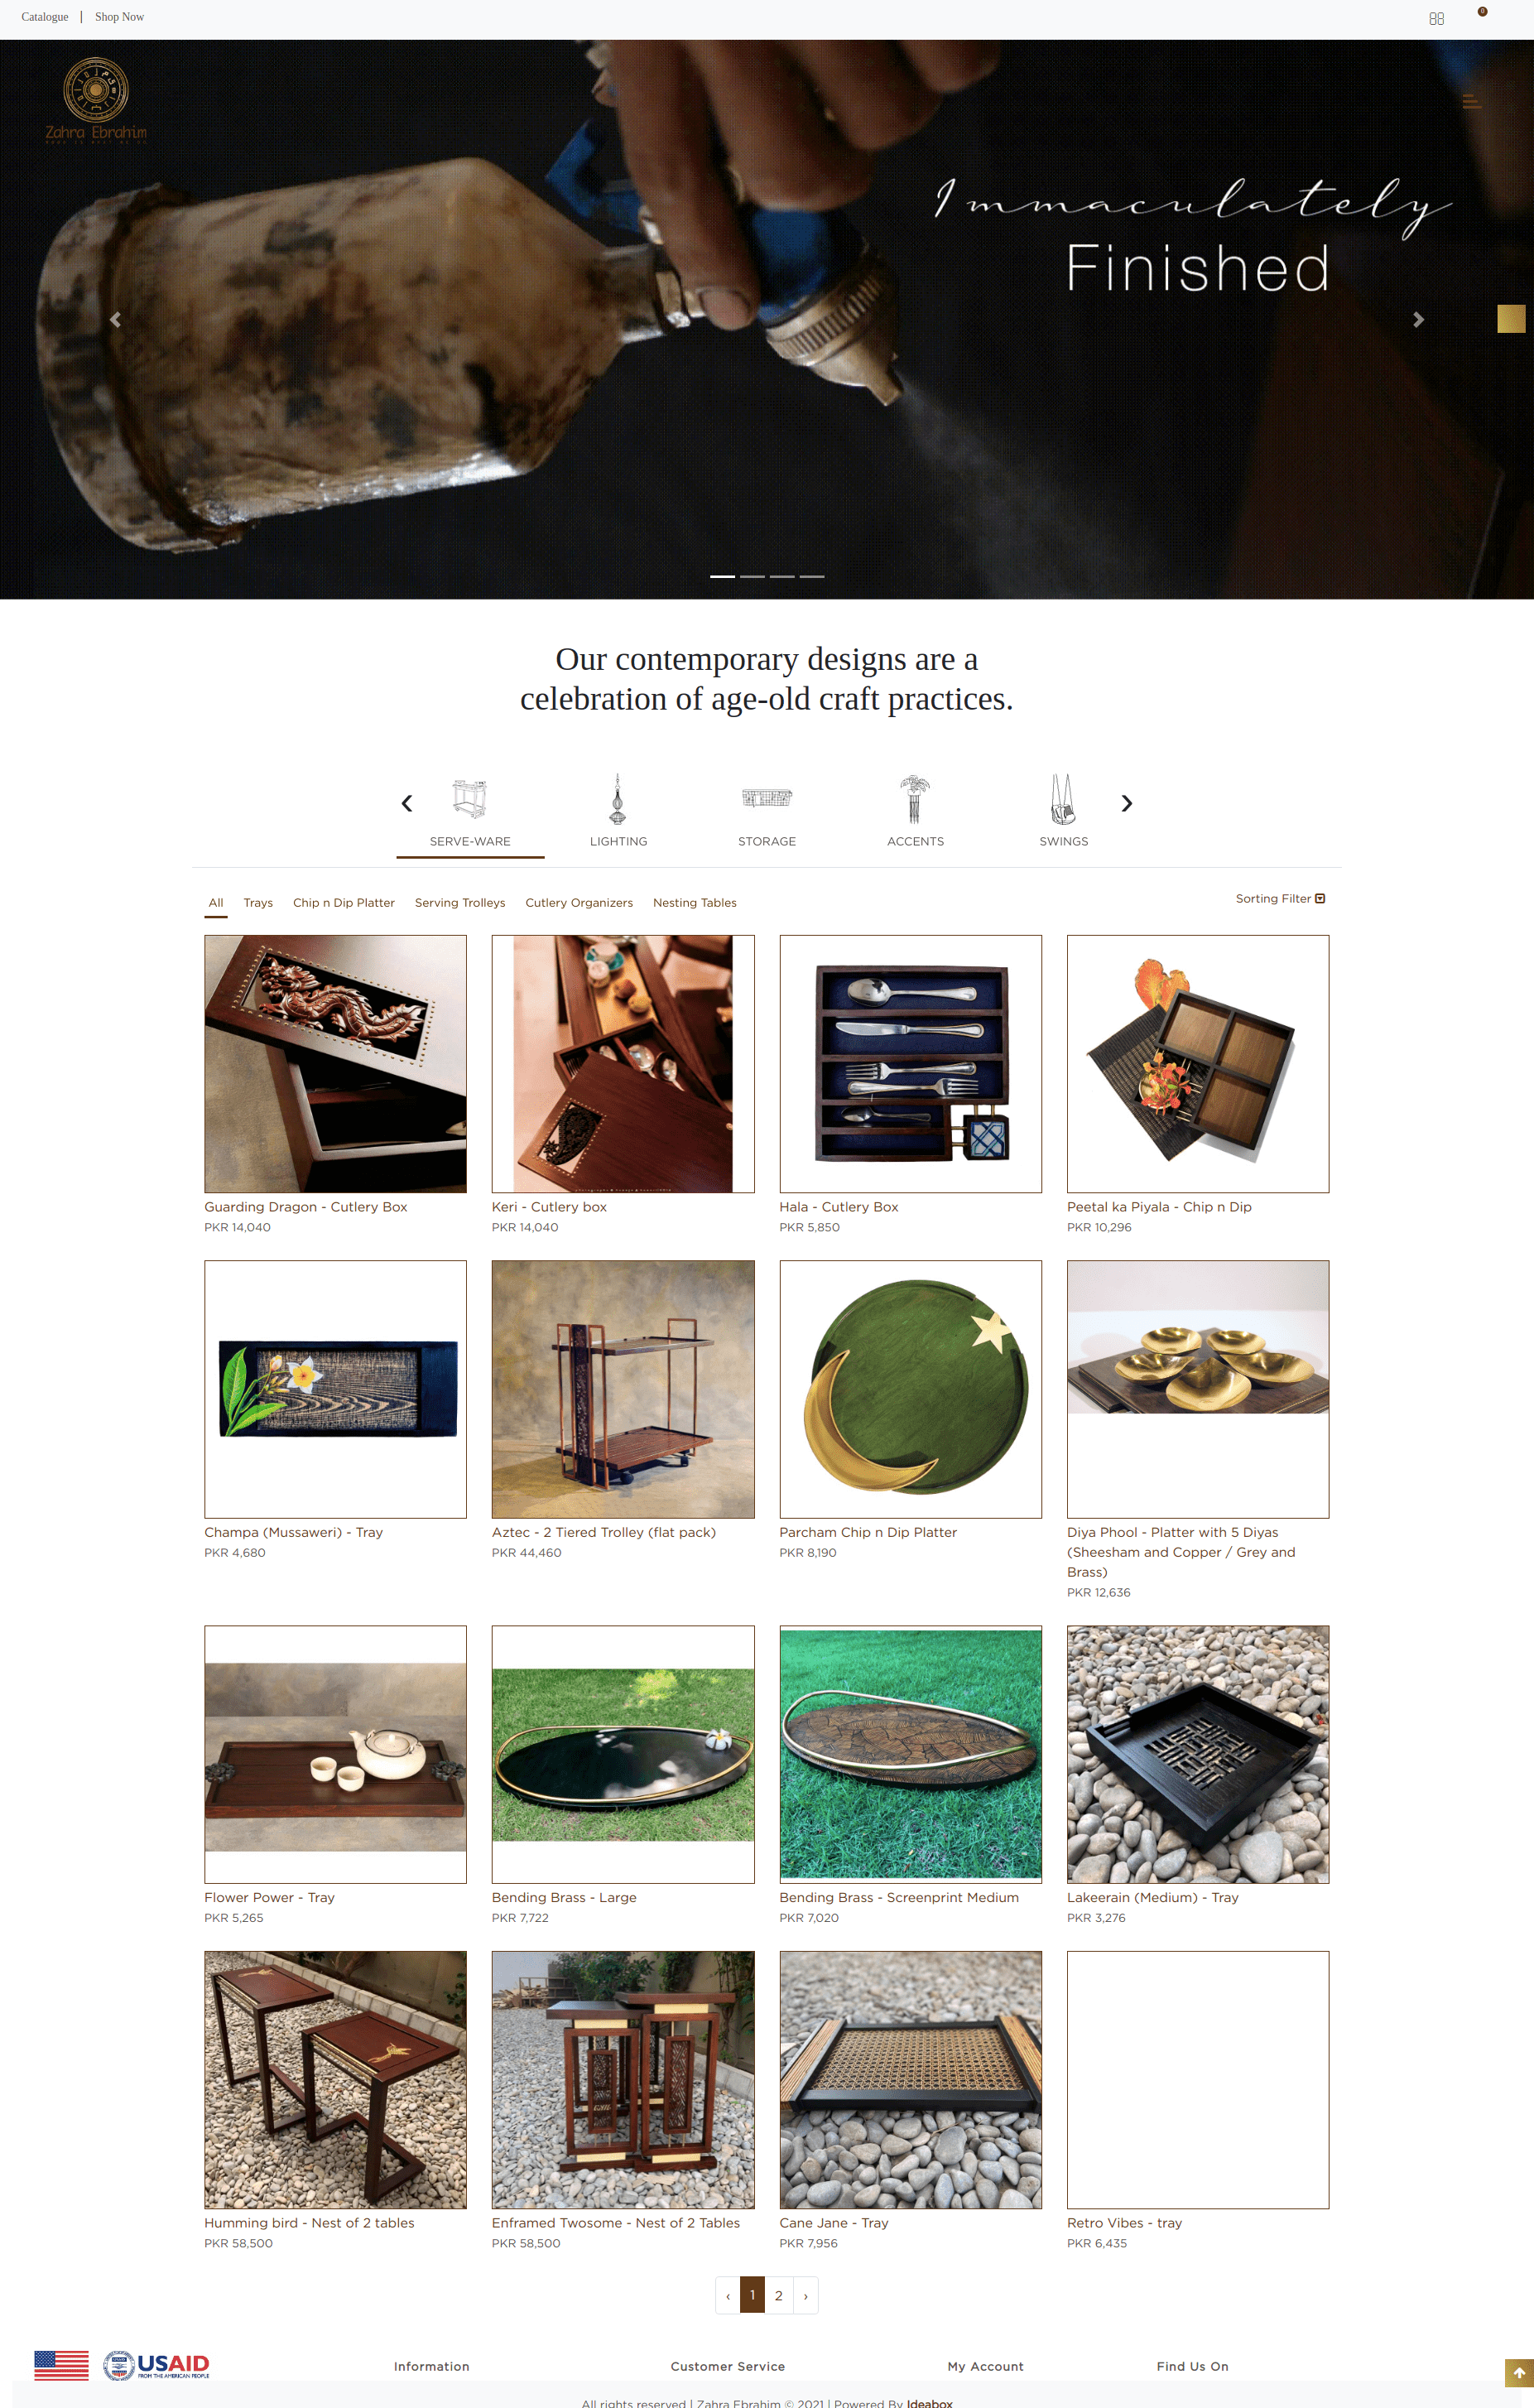 Catalogue | Shop Now
0
Zahra Ebrahim
Immaculately
Finished
Our contemporary designs are a
celebration of age-old craft practices.
SERVE-WARE LIGHTING STORAGE ACCENTS SWINGS
All Trays Chip n Dip Platter Serving Trolleys Cutlery Organizers Nesting Tables Sorting Filter
Guarding Dragon - Cutlery Box
PKR 14,040
Keri - Cutlery box
PKR 14,040
Hala - Cutlery Box
PKR 5,850
Peetal ka Piyala - Chip n Dip
PKR 10,296
Champa (Mussaweri) - Tray
PKR 4,680
Aztec - 2 Tiered Trolley (flat pack)
PKR 44,460
Parcham Chip n Dip Platter
PKR 8,190
Diya Phool - Platter with 5 Diyas
(Sheesham and Copper / Grey and
Brass)
PKR 12,636
Flower Power - Tray
PKR 5,265
Bending Brass - Large
PKR 7,722
Bending Brass - Screenprint Medium
PKR 7,020
Lakeerain (Medium) - Tray
PKR 3,276
Humming bird - Nest of 2 tables
PKR 58,500
Enframed Twosome - Nest of 2 Tables
PKR 58,500
Cane Jane - Tray
PKR 7,956
Retro Vibes - tray
PKR 6,435
‹ 1 2 ›
USAID
FROM THE AMERICAN PEOPLE
Information Customer Service My Account Find Us On
All rights reserved | Zahra Ebrahim © 2021 | Powered By Ideabox